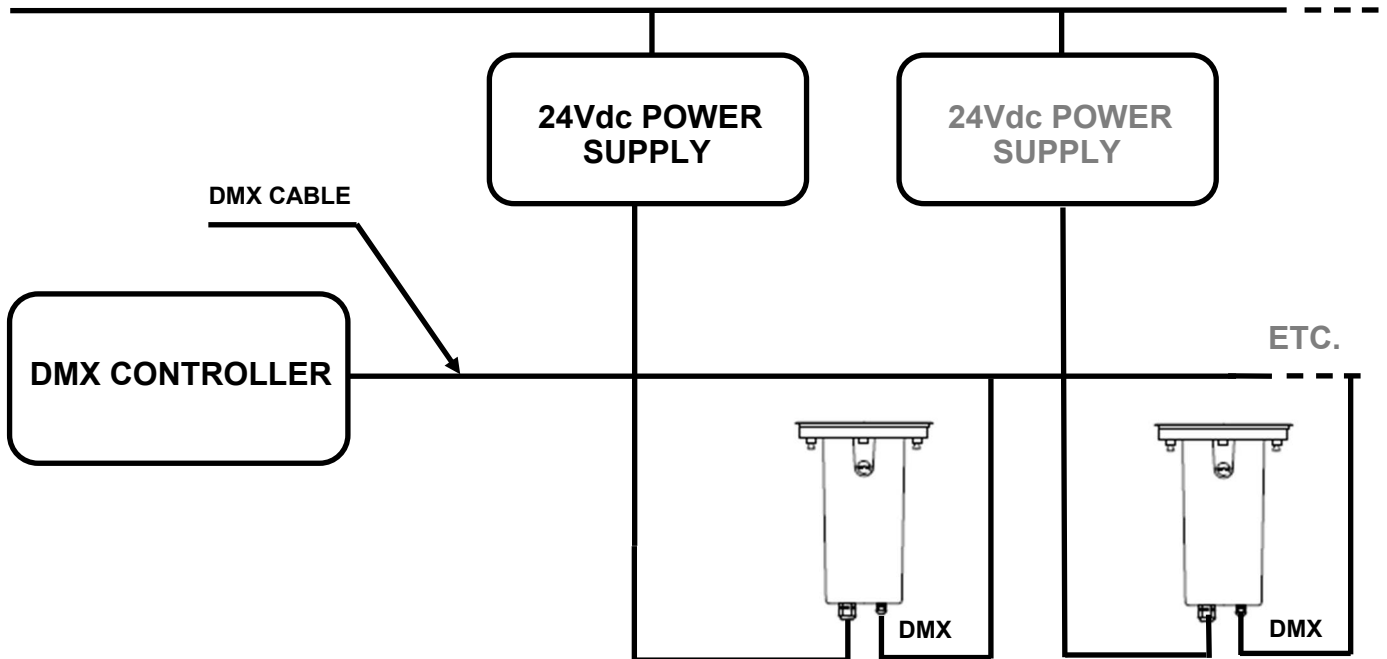 24Vdc POWER
SUPPLY
24Vdc POWER
SUPPLY
DMX CABLE
DMX CONTROLLER
ETC.
DMX
DMX